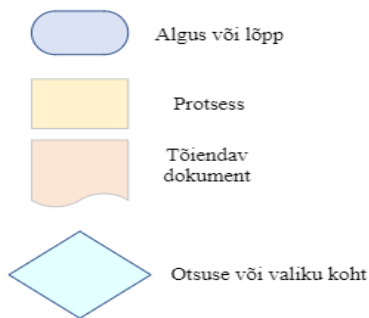 Algus või lõpp
Protsess
Tõiendav
dokument
Otsuse või valiku koht